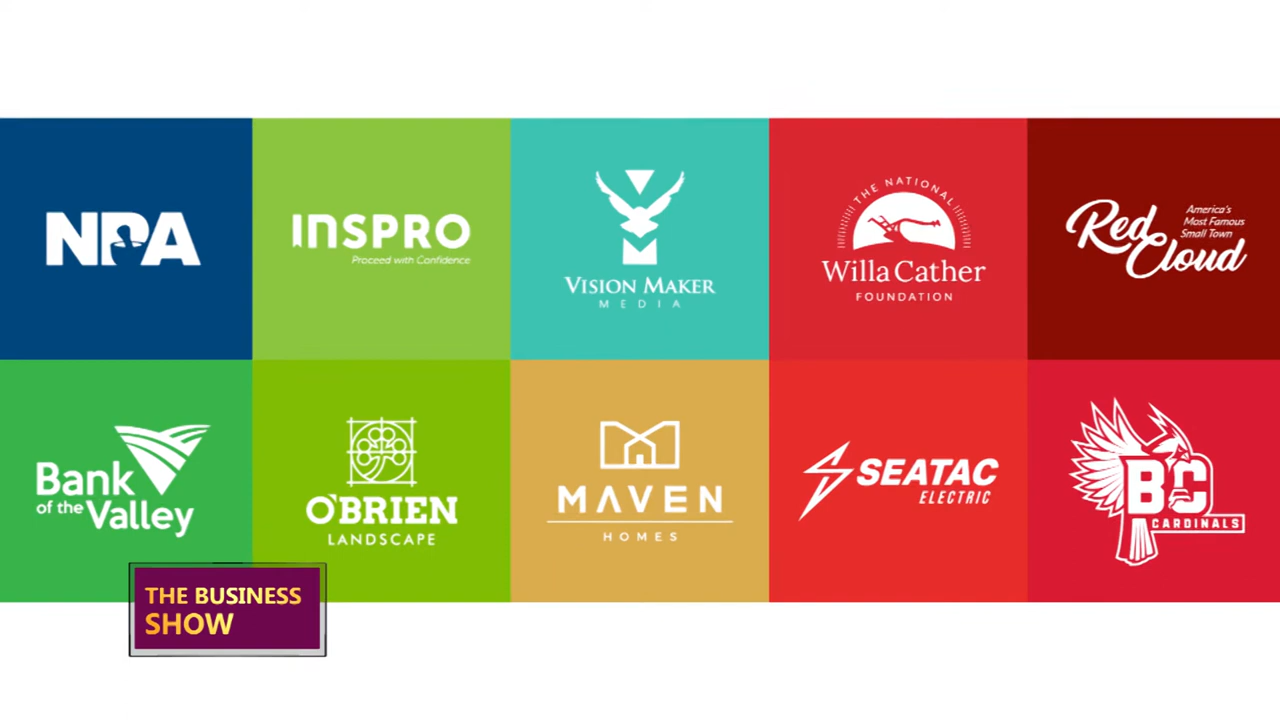 NPA
INSPRO
Proceed with Confidence
VISION MAKER
MEDIA
THE NATIONAL
Willa Cather
FOUNDATION
Red Cloud
America's
Most Famous
Small Town
Bank
of the Valley
O'BRIEN
LANDSCAPE
MAVEN
HOMES
SEATAC
ELECTRIC
BC
CARDINALS
THE BUSINESS
SHOW